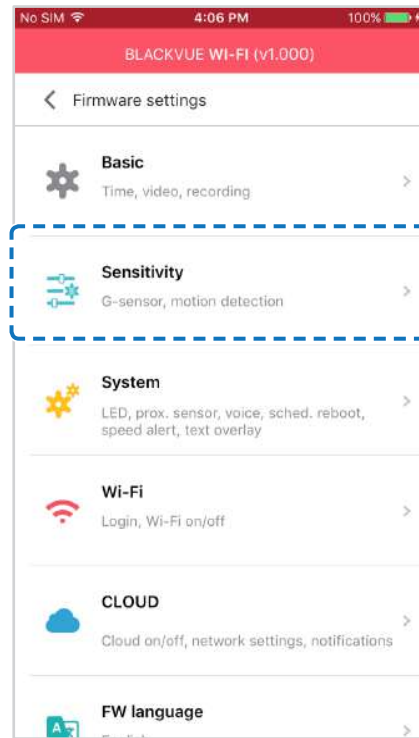 No SIM 4:06 PM 100%
BLACKVUE WI-FI (v1.000)
Firmware settings
Basic
Time, video, recording
Sensitivity
G-sensor, motion detection
System
LED, prox. sensor, voice, sched. reboot,
speed alert, text overlay
Wi-Fi
Login, Wi-Fi on/off
CLOUD
Cloud on/off, network settings, notifications
FW language